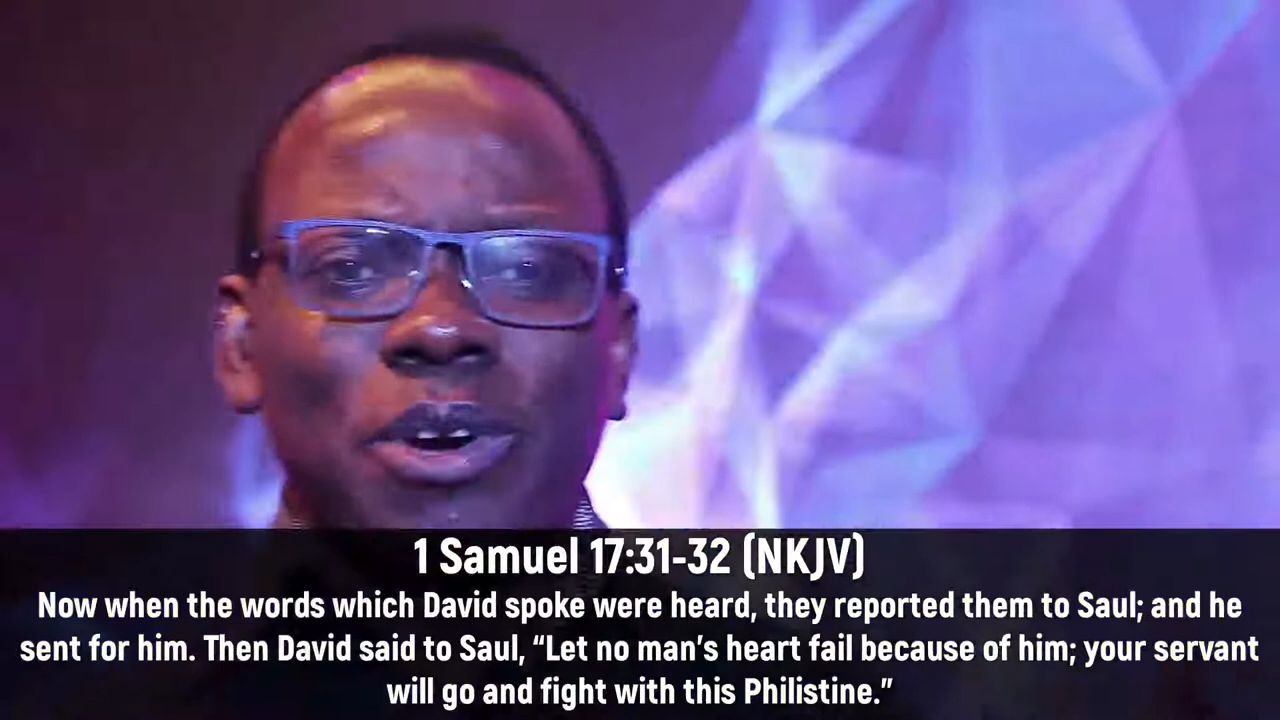 1 Samuel 17:31-32 (NKJV)
Now when the words which David spoke were heard, they reported them to Saul; and he
sent for him. Then David said to Saul, “Let no man’s heart fail because of him; your servant
will go and fight with this Philistine.”